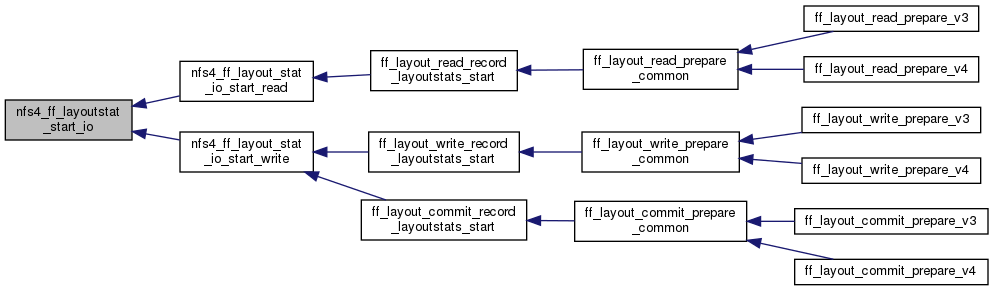 nfs4_ff_layoutstat
_start_io
nfs4_ff_layout_stat
_io_start_read
ff_layout_read_record
_layoutstats_start
ff_layout_read_prepare
_common
ff_layout_read_prepare_v3
ff_layout_read_prepare_v4
nfs4_ff_layout_stat
_io_start_write
ff_layout_write_record
_layoutstats_start
ff_layout_write_prepare
_common
ff_layout_write_prepare_v3
ff_layout_write_prepare_v4
ff_layout_commit_record
_layoutstats_start
ff_layout_commit_prepare
_common
ff_layout_commit_prepare_v3
ff_layout_commit_prepare_v4